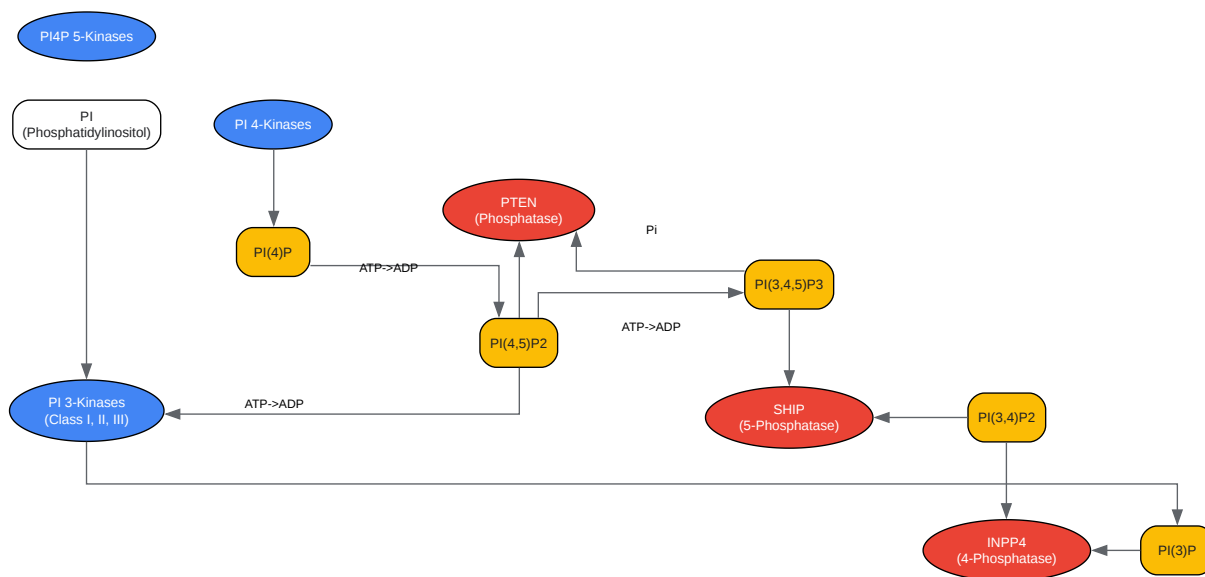 PI4P 5-Kinases
PI
(Phosphatidylinositol)
PI 4-Kinases
PTEN
(Phosphatase)
Pi
PI(4)P
ATP->ADP
PI(3,4,5)P3
ATP->ADP
PI(4,5)P2
PI 3-Kinases
(Class I, II, III)
ATP->ADP
SHIP
(5-Phosphatase)
PI(3,4)P2
INPP4
(4-Phosphatase)
PI(3)P